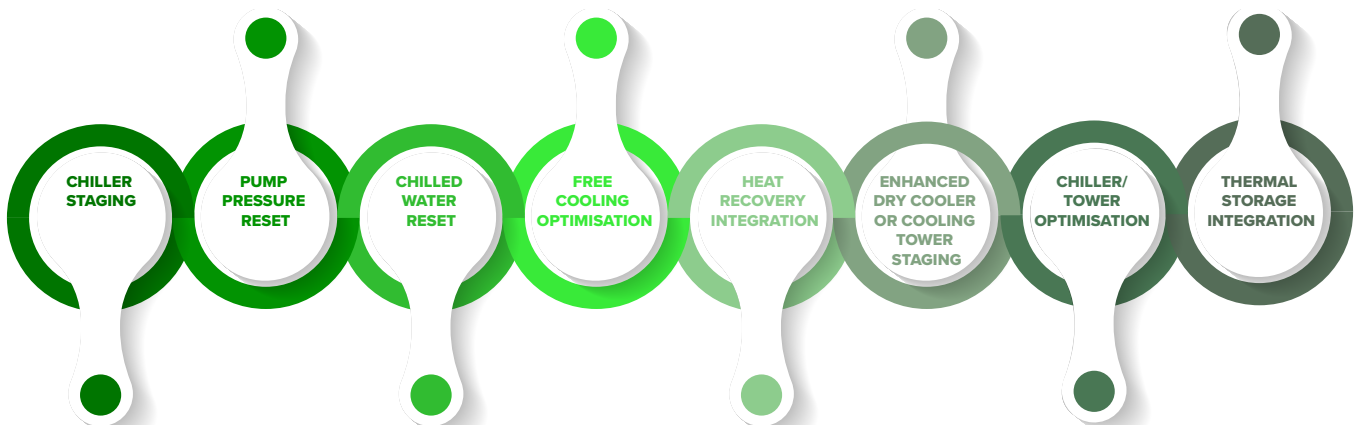 CHILLER
STAGING
PUMP
PRESSURE
RESET
CHILLED
WATER
RESET
FREE
COOLING
OPTIMISATION
HEAT
RECOVERY
INTEGRATION
ENHANCED
DRY COOLER
OR COOLING
TOWER
STAGING
CHILLER/
TOWER
OPTIMISATION
THERMAL
STORAGE
INTEGRATION